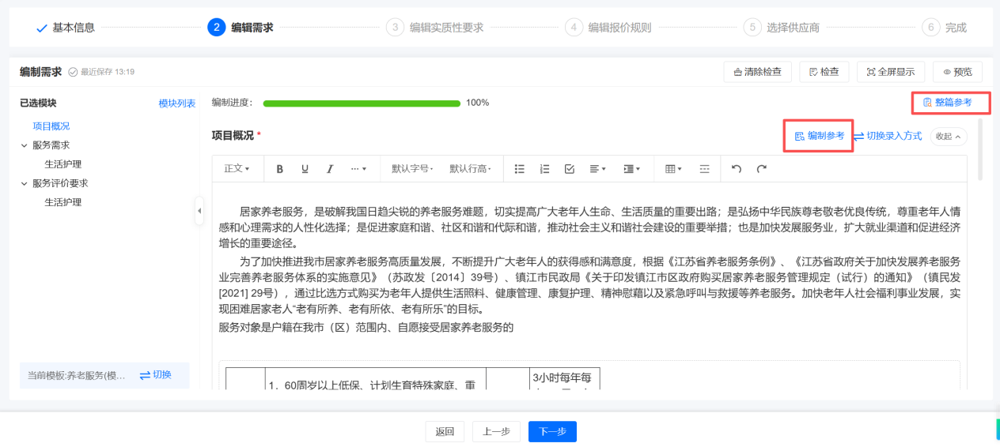 基本信息
2 编辑需求
3 编辑实质性要求
4 编辑报价规则
5 选择供应商
6 完成
编制需求 最近保存 13:19
清除检查 检查 全屏显示 预览
已选模块 模块列表
项目概况
服务需求
生活护理
服务评价要求
生活护理
当前模板:养老服务(模... 切换
编制进度: 100%
整篇参考
项目概况 *
编制参考 切换录入方式 收起
正文 B U I ... 默认字号 默认行高
居家养老服务，是破解我国日趋尖锐的养老服务难题，切实提高广大老年人生命、生活质量的重要出路；是弘扬中华民族尊老敬老优良传统，尊重老年人情
感和心理需求的人性化选择；是促进家庭和谐、社区和谐和代际和谐，推动社会主义和谐社会建设的重要举措；也是加快发展服务业，扩大就业渠道和促进经济
增长的重要途径。
为了加快推进我市居家养老服务高质量发展，不断提升广大老年人的获得感和满意度，根据《江苏省养老服务条例》、《江苏省政府关于加快发展养老服务
业完善养老服务体系的实施意见》（苏政发〔2014〕39号）、镇江市民政局《关于印发镇江市区政府购买居家养老服务管理规定（试行）的通知》（镇民发
[2021] 29号），通过比选方式购买为老年人提供生活照料、健康管理、康复护理、精神慰藉以及紧急呼叫与救援等养老服务。加快老年人社会福利事业发展，实
现困难居家老人“老有所养、老有所依、老有所乐”的目标。
服务对象是户籍在我市（区）范围内、自愿接受居家养老服务的
3小时每年每
1．60周岁以上低保、计划生育特殊家庭、重
返回 上一步 下一步